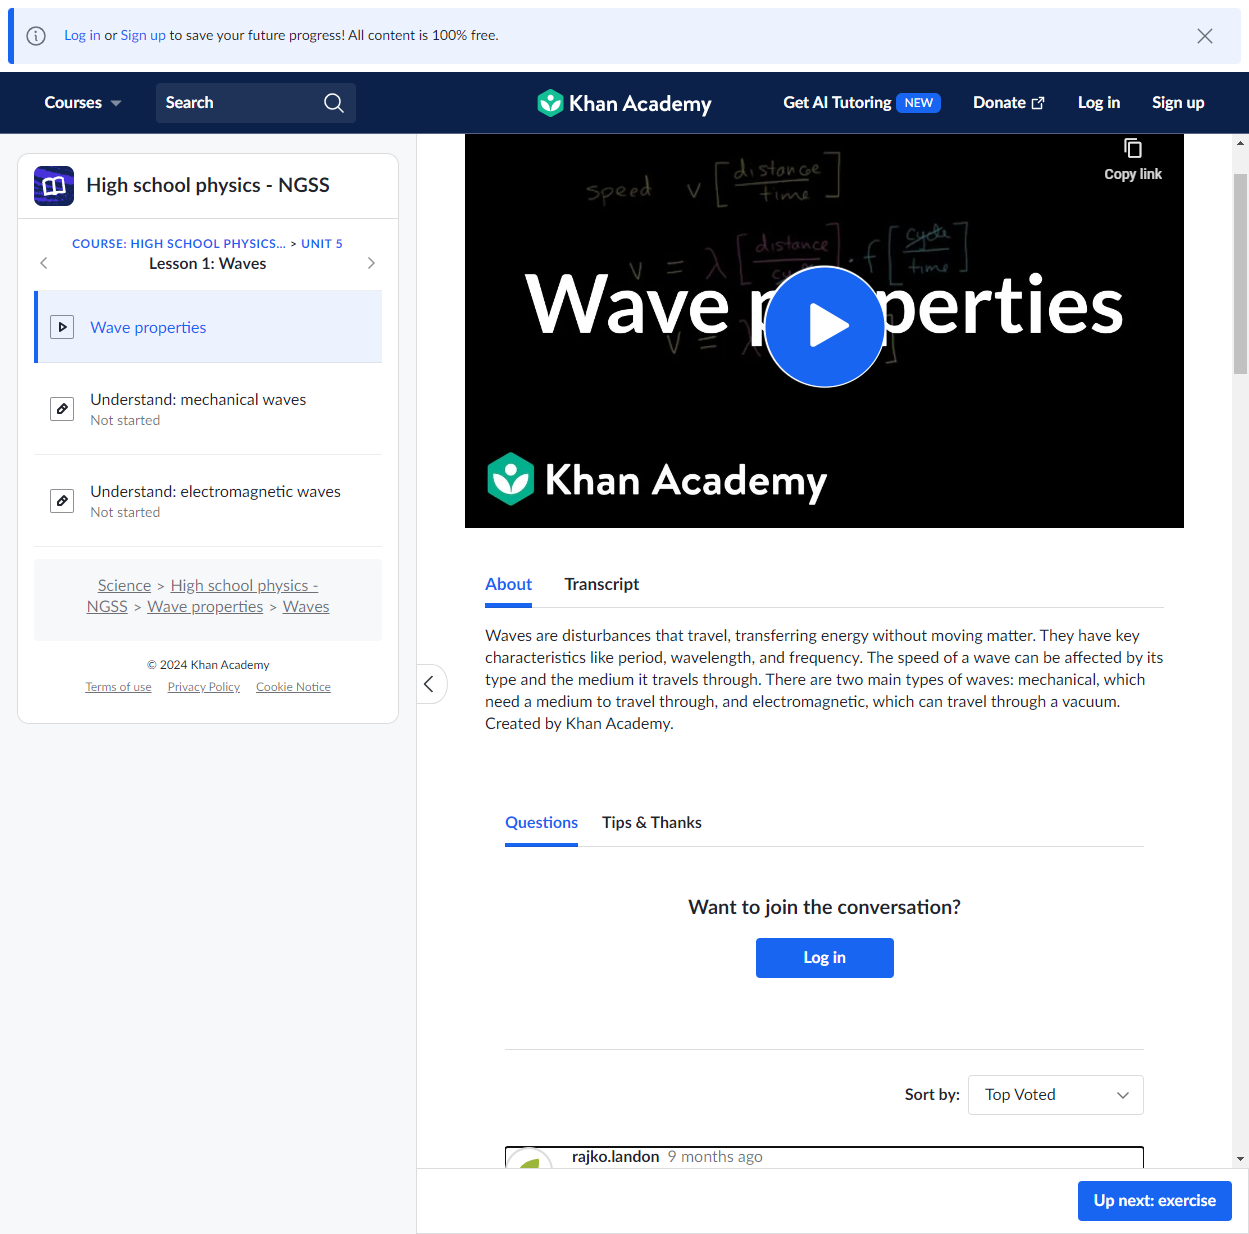 Log in or Sign up to save your future progress! All content is 100% free.
Courses
Search
Khan Academy
Get AI Tutoring NEW
Donate
Log in
Sign up
High school physics - NGSS
COURSE: HIGH SCHOOL PHYSICS... > UNIT 5
Lesson 1: Waves
Wave properties
Understand: mechanical waves
Not started
Understand: electromagnetic waves
Not started
Science > High school physics -
NGSS > Wave properties > Waves
© 2024 Khan Academy
Terms of use Privacy Policy Cookie Notice
Copy link
speed v [distance
time]
v = λ [distance] · f [cycle
time]
Wave properties
v = λ
Khan Academy
About Transcript
Waves are disturbances that travel, transferring energy without moving matter. They have key
characteristics like period, wavelength, and frequency. The speed of a wave can be affected by its
type and the medium it travels through. There are two main types of waves: mechanical, which
need a medium to travel through, and electromagnetic, which can travel through a vacuum.
Created by Khan Academy.
Questions Tips & Thanks
Want to join the conversation?
Log in
Sort by: Top Voted
rajko.landon 9 months ago
Up next: exercise